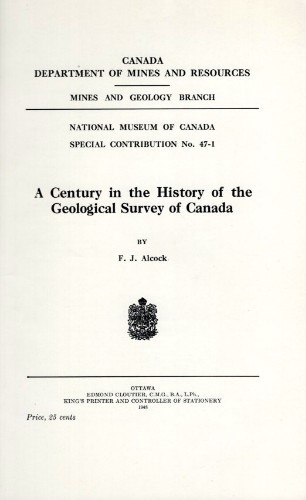 CANADA
DEPARTMENT OF MINES AND RESOURCES
MINES AND GEOLOGY BRANCH
NATIONAL MUSEUM OF CANADA
SPECIAL CONTRIBUTION No. 47-1
A Century in the History of the
Geological Survey of Canada
BY
F. J. Alcock
OTTAWA
EDMOND CLOUTIER, C.M.G., B.A., L.Ph.,
KING'S PRINTER AND CONTROLLER OF STATIONERY
1948
Price, 25 cents